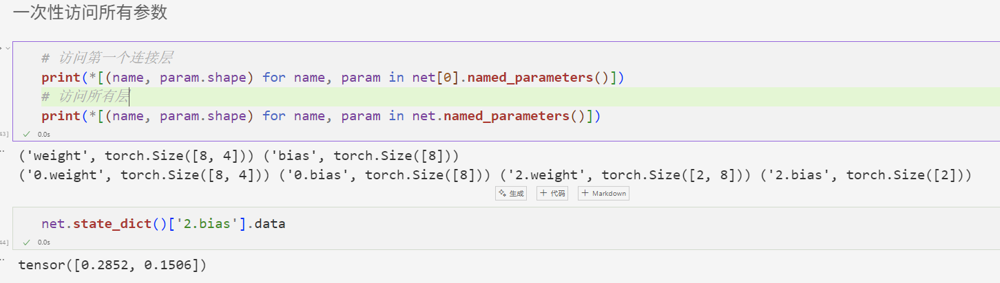 一次性访问所有参数
# 访问第一个连接层
print(*[(name, param.shape) for name, param in net[0].named_parameters()])
# 访问所有层
print(*[(name, param.shape) for name, param in net.named_parameters()])
43] 0.0s
('weight', torch.Size([8, 4])) ('bias', torch.Size([8]))
('0.weight', torch.Size([8, 4])) ('0.bias', torch.Size([8])) ('2.weight', torch.Size([2, 8])) ('2.bias', torch.Size([2]))
生成 + 代码 + Markdown
net.state_dict()['2.bias'].data
44] 0.0s
tensor([0.2852, 0.1506])